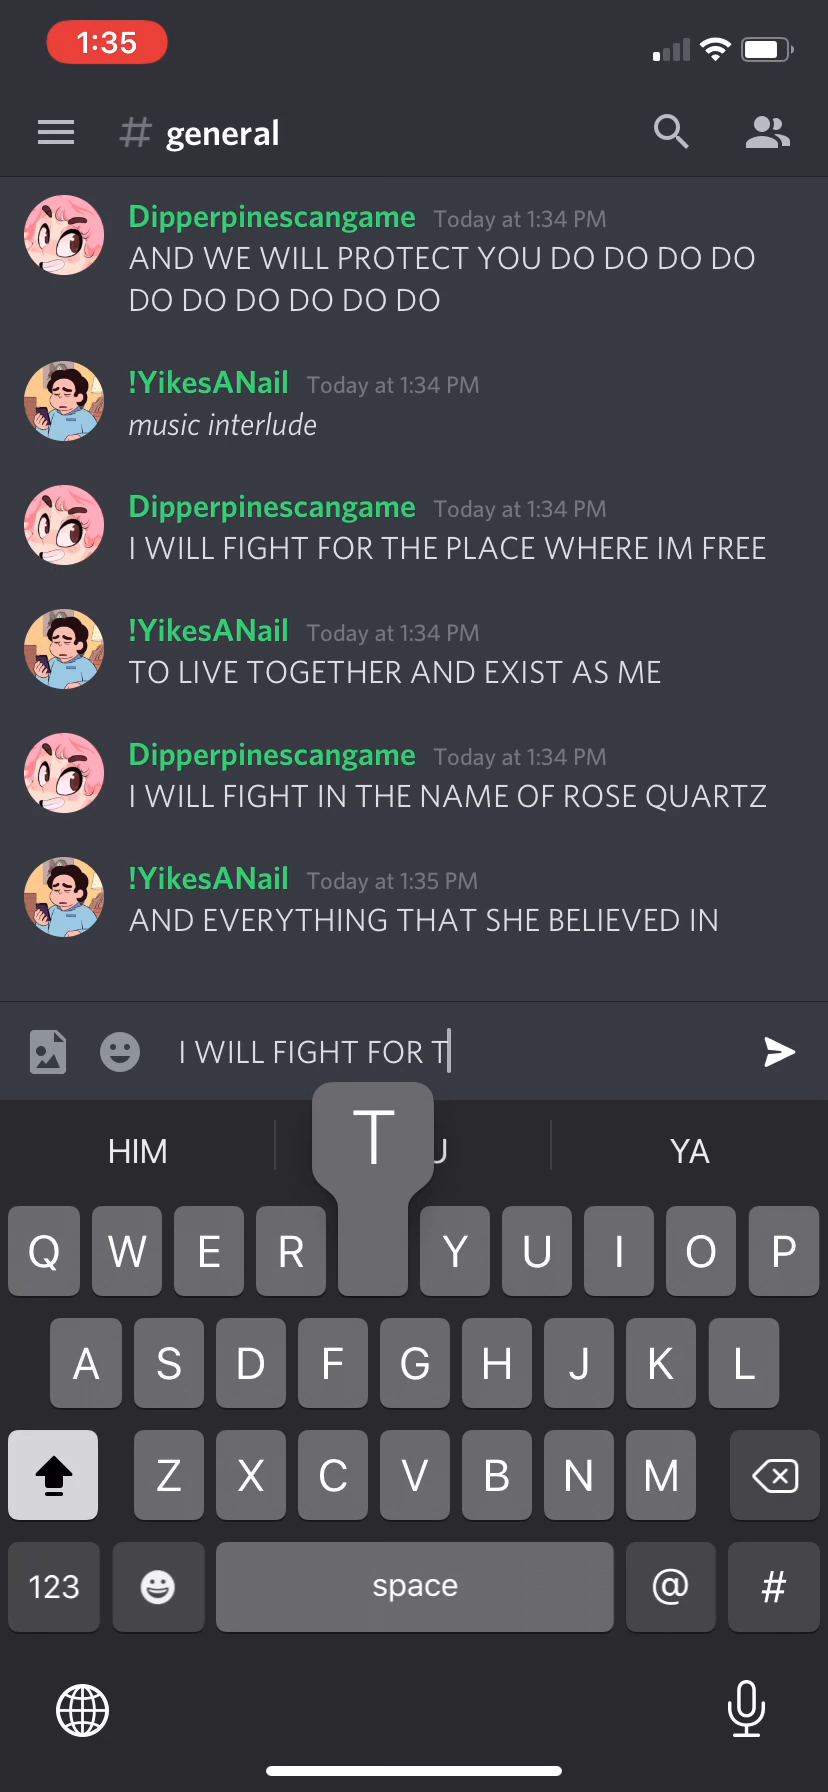 1:35
# general
Dipperpinescangame Today at 1:34 PM
AND WE WILL PROTECT YOU DO DO DO DO
DO DO DO DO DO DO
!YikesANail Today at 1:34 PM
music interlude
Dipperpinescangame Today at 1:34 PM
I WILL FIGHT FOR THE PLACE WHERE IM FREE
!YikesANail Today at 1:34 PM
TO LIVE TOGETHER AND EXIST AS ME
Dipperpinescangame Today at 1:34 PM
I WILL FIGHT IN THE NAME OF ROSE QUARTZ
!YikesANail Today at 1:35 PM
AND EVERYTHING THAT SHE BELIEVED IN
I WILL FIGHT FOR T
HIM YA
T
Q W E R Y U I O P
A S D F G H J K L
Z X C V B N M
123 space @ #